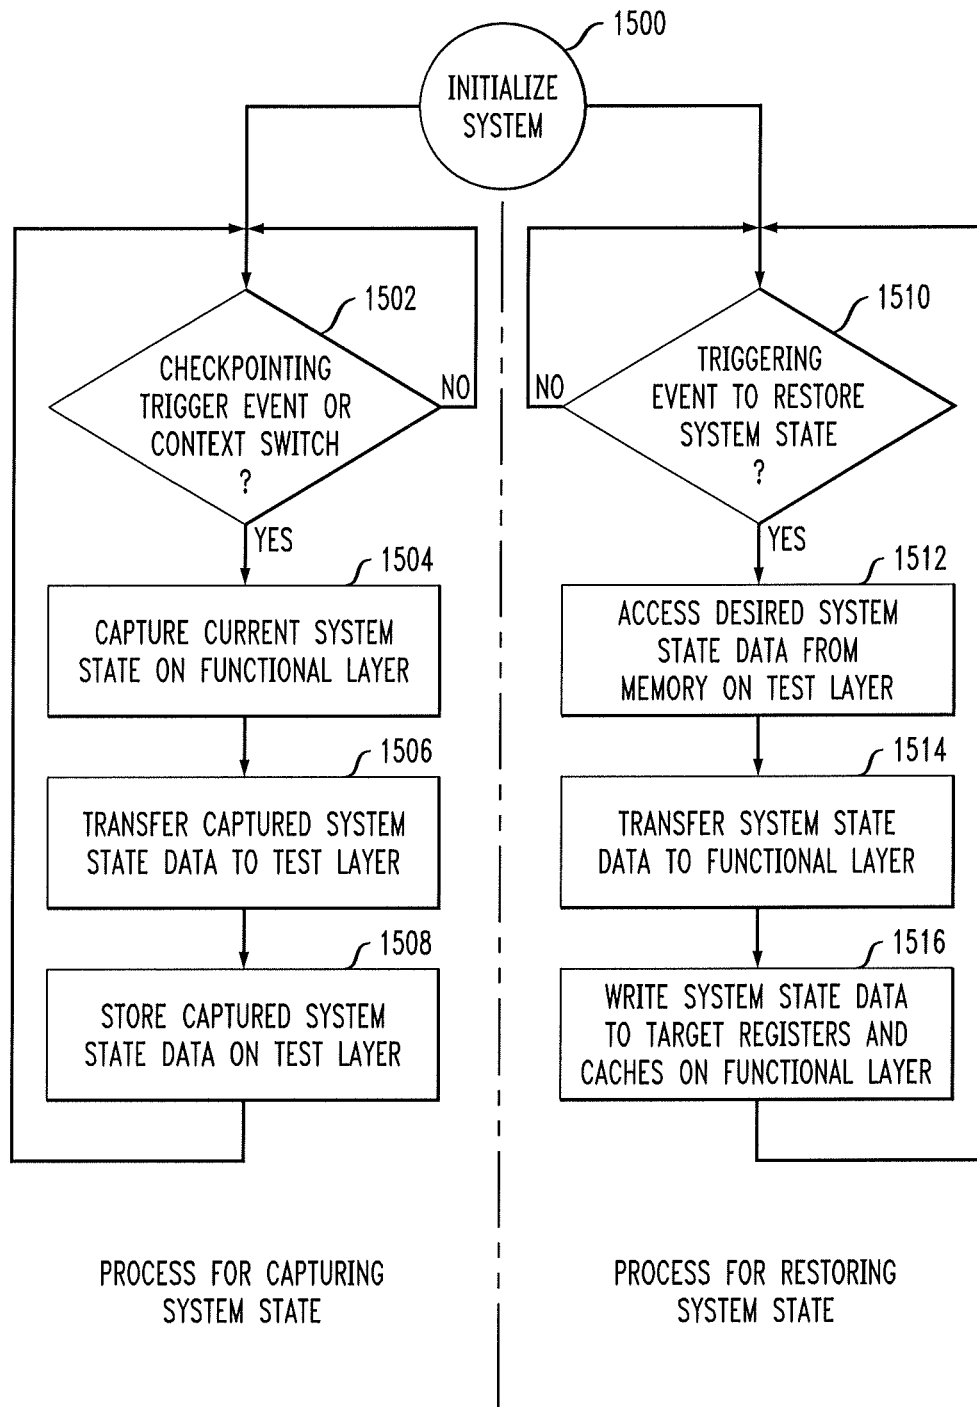 1500
INITIALIZE
SYSTEM
1502
CHECKPOINTING
TRIGGER EVENT OR
CONTEXT SWITCH
?
NO
YES
1504
CAPTURE CURRENT SYSTEM
STATE ON FUNCTIONAL LAYER
1506
TRANSFER CAPTURED SYSTEM
STATE DATA TO TEST LAYER
1508
STORE CAPTURED SYSTEM
STATE DATA ON TEST LAYER
PROCESS FOR CAPTURING
SYSTEM STATE
1510
TRIGGERING
EVENT TO RESTORE
SYSTEM STATE
?
NO
YES
1512
ACCESS DESIRED SYSTEM
STATE DATA FROM
MEMORY ON TEST LAYER
1514
TRANSFER SYSTEM STATE
DATA TO FUNCTIONAL LAYER
1516
WRITE SYSTEM STATE DATA
TO TARGET REGISTERS AND
CACHES ON FUNCTIONAL LAYER
PROCESS FOR RESTORING
SYSTEM STATE